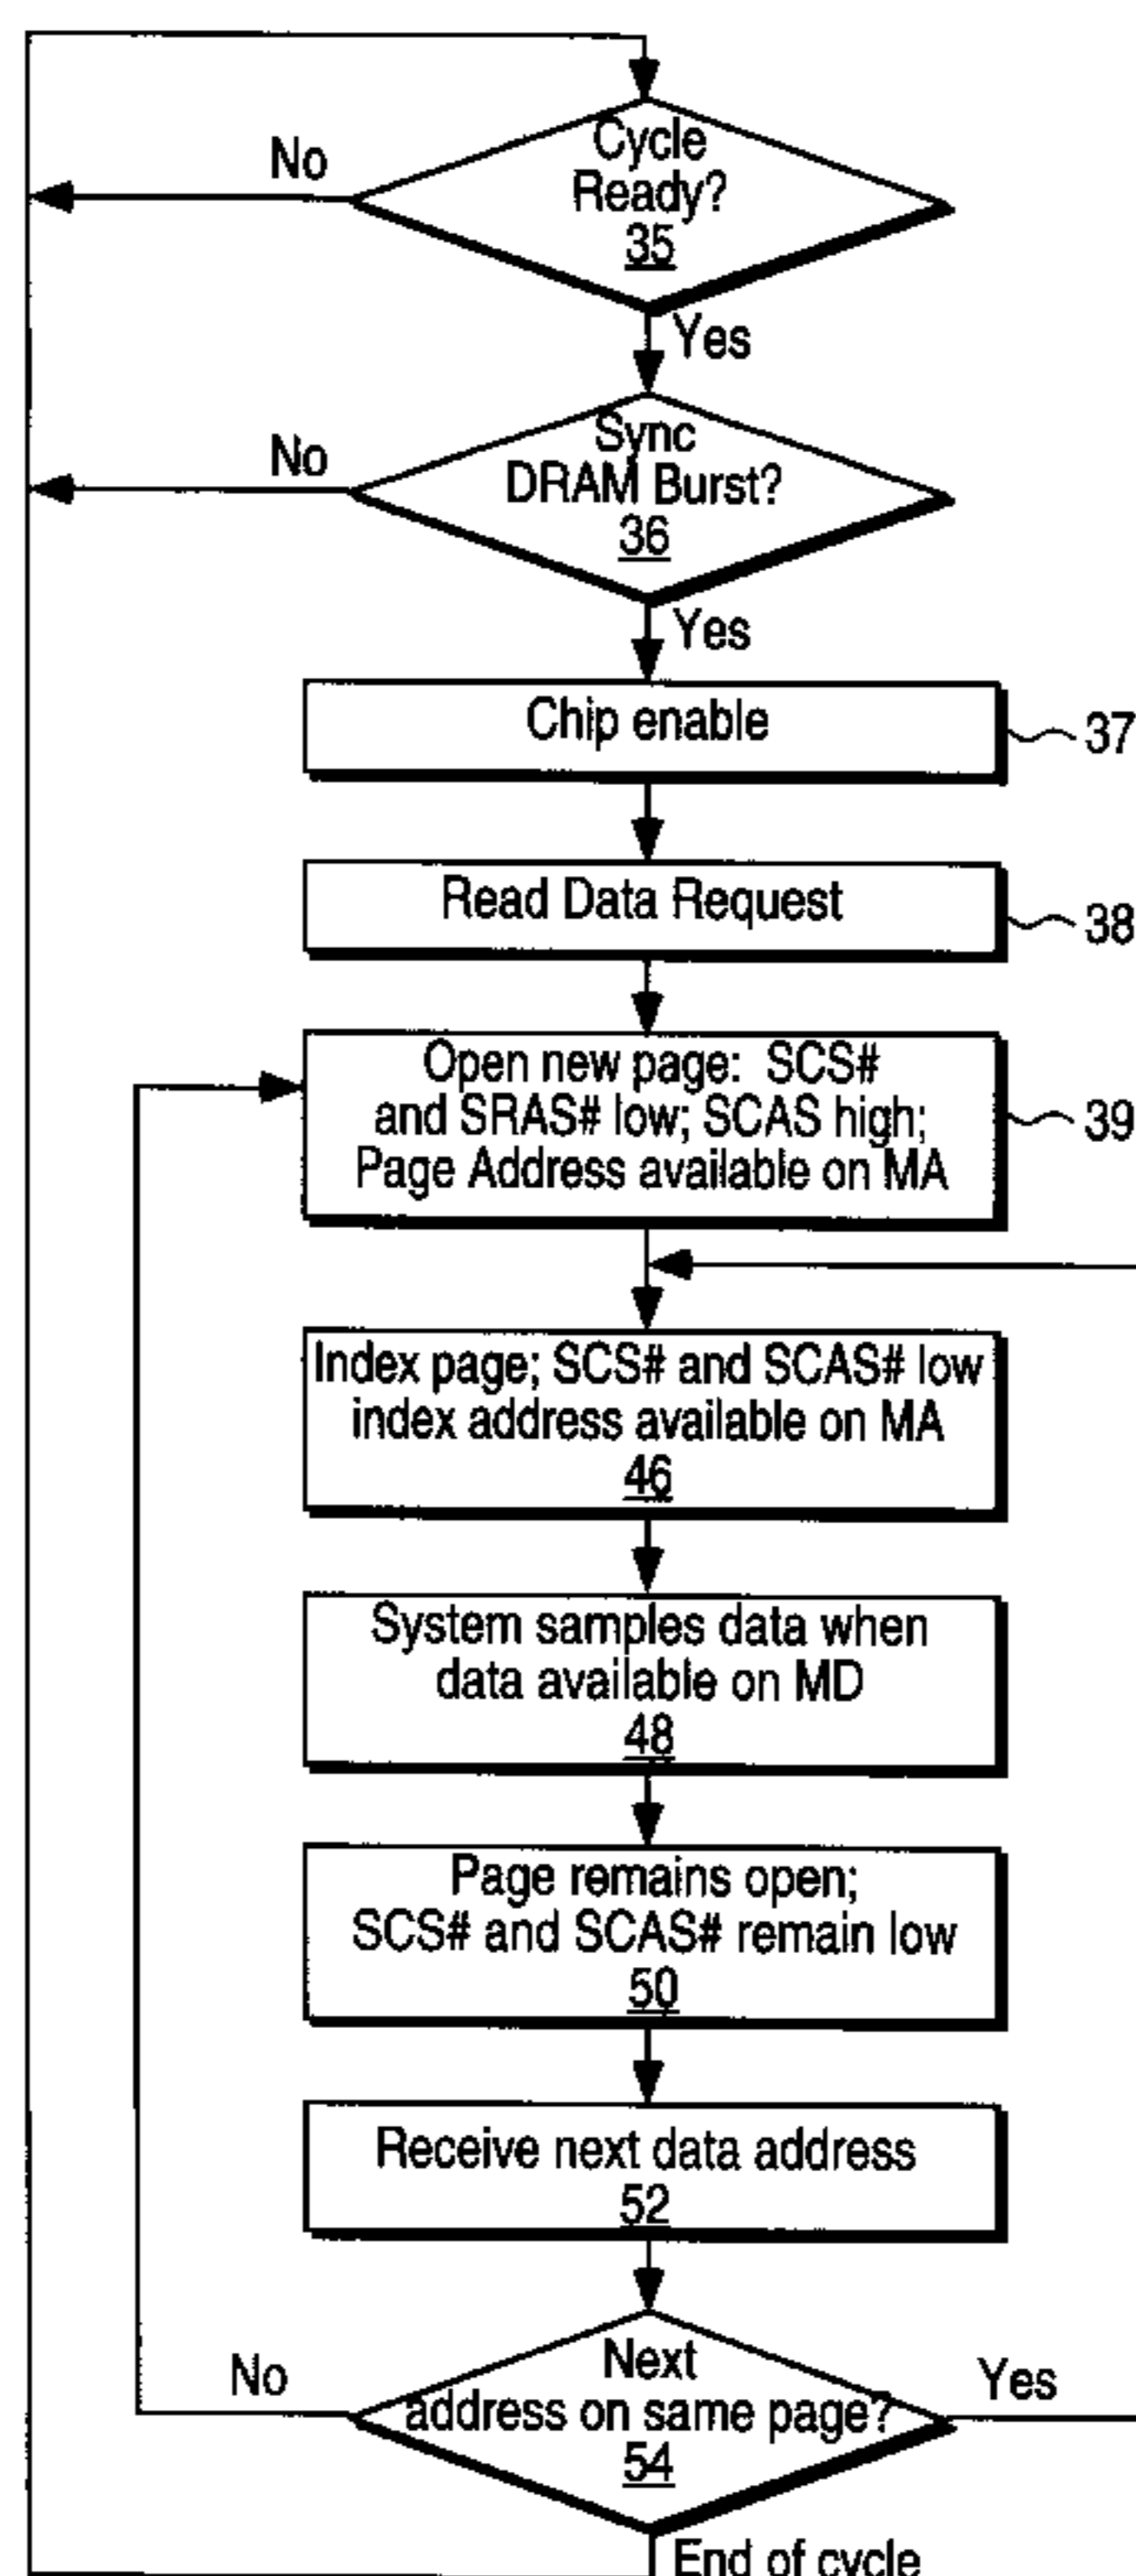 Cycle
Ready?
35
No
Yes
Sync
DRAM Burst?
36
No
Yes
Chip enable
37
Read Data Request
38
Open new page: SCS#
and SRAS# low; SCAS high;
Page Address available on MA
39
Index page; SCS# and SCAS# low
index address available on MA
46
System samples data when
data available on MD
48
Page remains open;
SCS# and SCAS# remain low
50
Receive next data address
52
Next
address on same page?
54
No
Yes
End of cycle